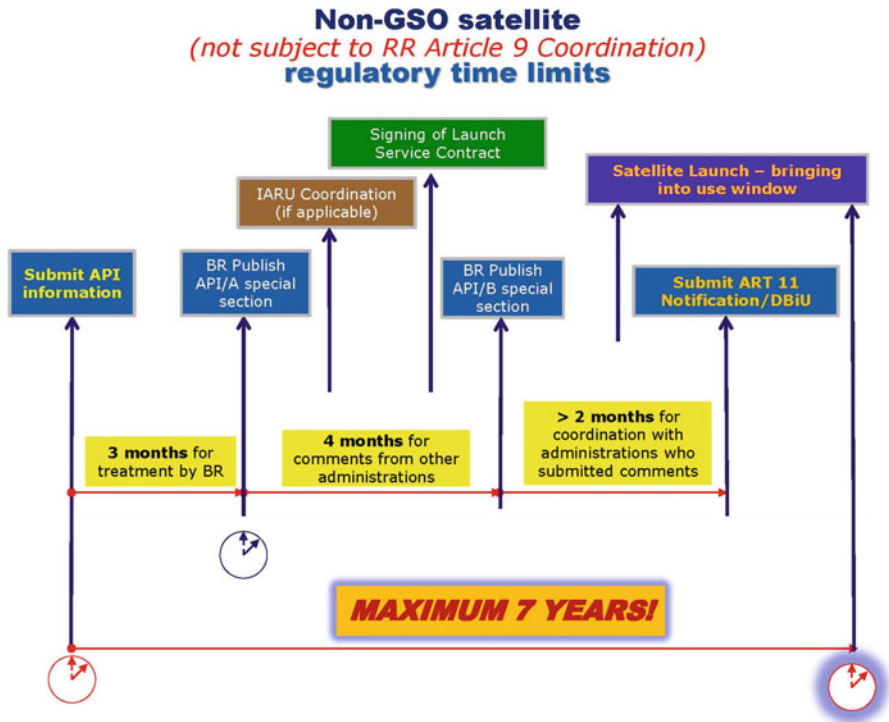 Non-GSO satellite
(not subject to RR Article 9 Coordination)
regulatory time limits
Signing of Launch
Service Contract
Satellite Launch – bringing
into use window
IARU Coordination
(if applicable)
Submit API
information
BR Publish
API/A special
section
BR Publish
API/B special
section
Submit ART 11
Notification/DBiU
3 months for
treatment by BR
4 months for
comments from other
administrations
> 2 months for
coordination with
administrations who
submitted comments
MAXIMUM 7 YEARS!